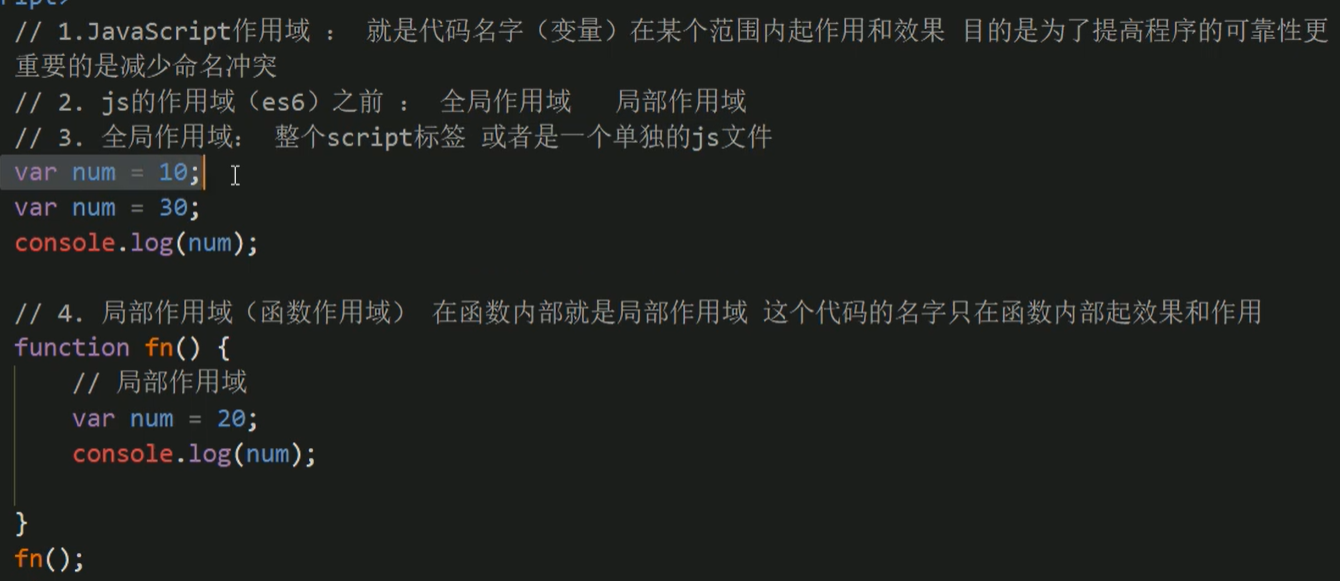 // 1.JavaScript作用域 ： 就是代码名字（变量）在某个范围内起作用和效果 目的是为了提高程序的可靠性更
重要的是减少命名冲突
// 2. js的作用域（es6）之前 ： 全局作用域   局部作用域
// 3. 全局作用域： 整个script标签 或者是一个单独的js文件
var num = 10;
var num = 30;
console.log(num);
// 4. 局部作用域（函数作用域） 在函数内部就是局部作用域 这个代码的名字只在函数内部起效果和作用
function fn() {
    // 局部作用域
    var num = 20;
    console.log(num);
}
fn();